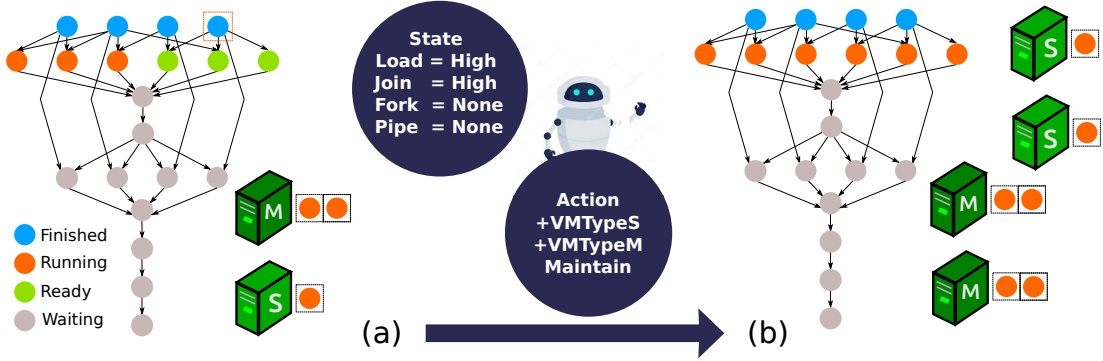 State
Load = High
Join = High
Fork = None
Pipe = None
Action
+VMTypeS
+VMTypeM
Maintain
M
S
Finished
Running
Ready
Waiting
(a)
S
S
M
M
(b)